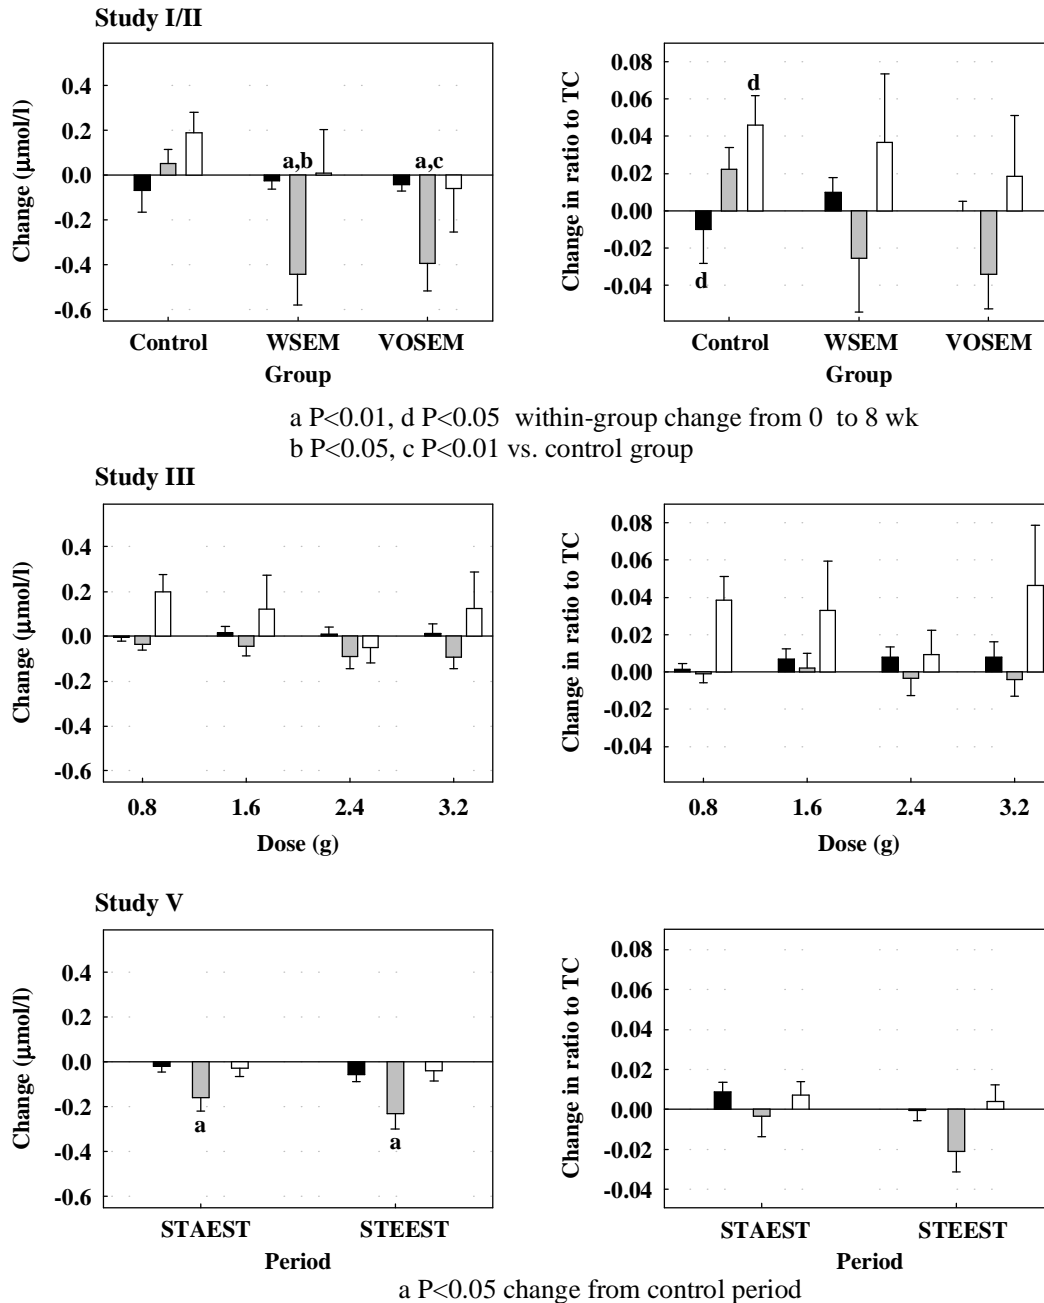 Study I/II
Change (µmol/l)
0.4
0.2
0.0
-0.2
-0.4
-0.6
a,b
a,c
Control WSEM VOSEM
Group
Change in ratio to TC
0.08
0.06
0.04
0.02
0.00
-0.02
-0.04
d
d
Control WSEM VOSEM
Group
a P<0.01, d P<0.05 within-group change from 0 to 8 wk
b P<0.05, c P<0.01 vs. control group
Study III
Change (µmol/l)
0.4
0.2
0.0
-0.2
-0.4
-0.6
0.8 1.6 2.4 3.2
Dose (g)
Change in ratio to TC
0.08
0.06
0.04
0.02
0.00
-0.02
-0.04
0.8 1.6 2.4 3.2
Dose (g)
Study V
Change (µmol/l)
0.4
0.2
0.0
-0.2
-0.4
-0.6
a
a
STAEST STEEST
Period
Change in ratio to TC
0.08
0.06
0.04
0.02
0.00
-0.02
-0.04
STAEST STEEST
Period
a P<0.05 change from control period